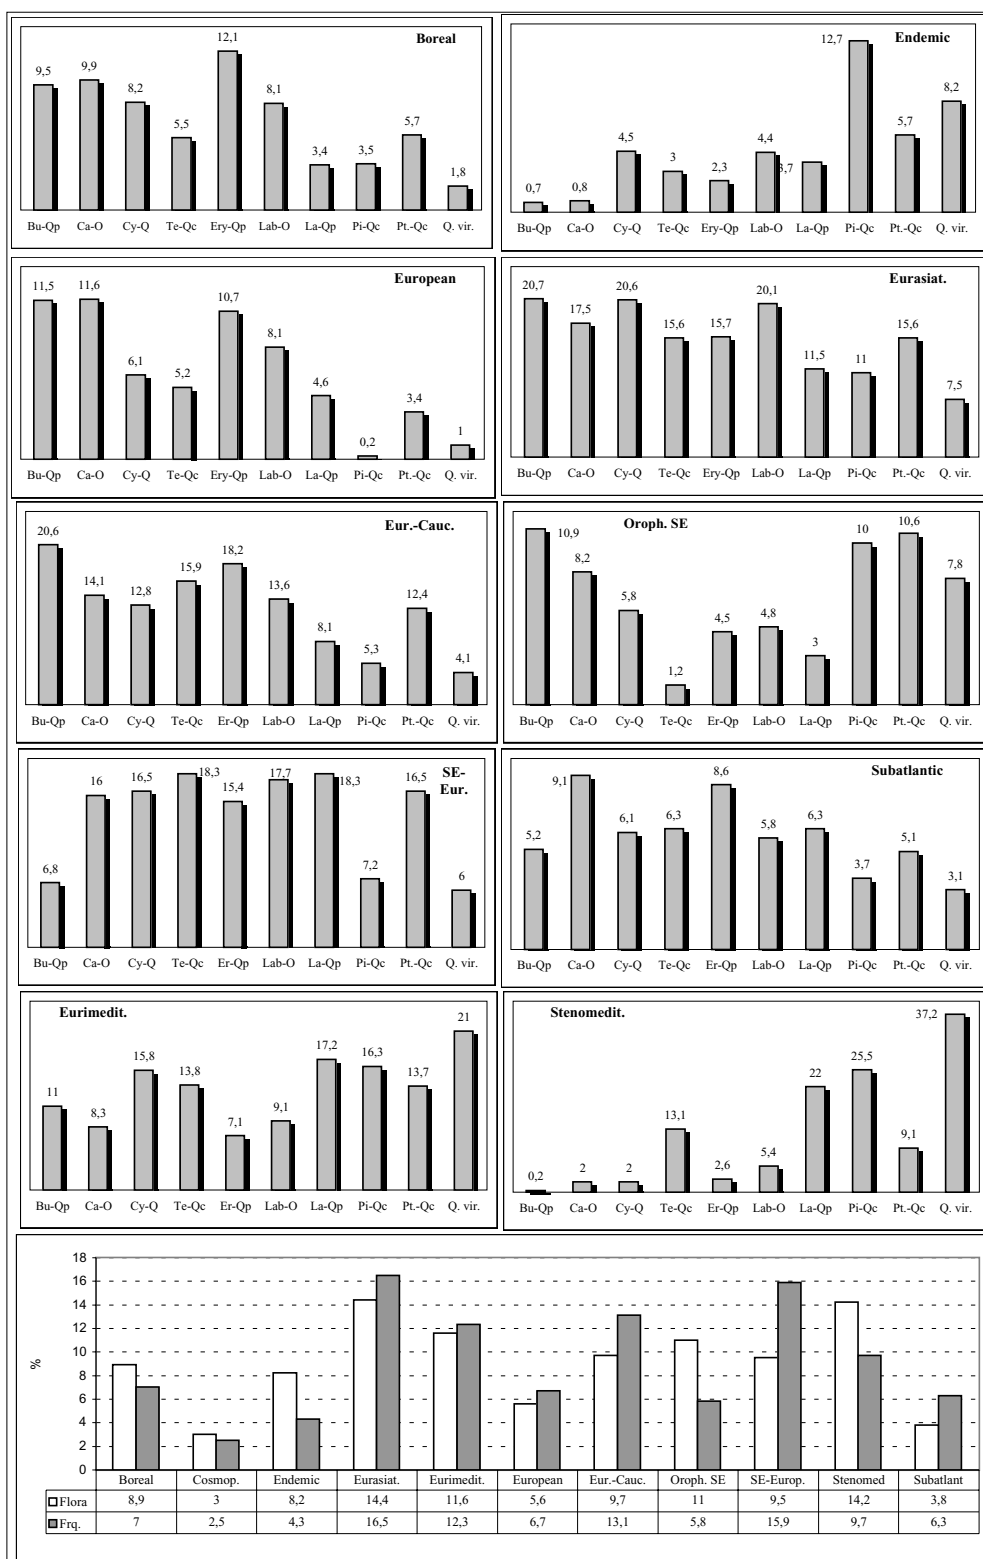 Boreal
9,5 9,9 8,2 5,5 12,1 8,1 3,4 3,5 5,7 1,8
Bu-Qp Ca-O Cy-Q Te-Qc Ery-Qp Lab-O La-Qp Pi-Qc Pt.-Qc Q. vir.
Endemic
0,7 0,8 4,5 3 2,3 4,4 3,7 12,7 5,7 8,2
Bu-Qp Ca-O Cy-Q Te-Qc Ery-Qp Lab-O La-Qp Pi-Qc Pt.-Qc Q. vir.
European
11,5 11,6 6,1 5,2 10,7 8,1 4,6 0,2 3,4 1
Bu-Qp Ca-O Cy-Q Te-Qc Ery-Qp Lab-O La-Qp Pi-Qc Pt.-Qc Q. vir.
Eurasiat.
20,7 17,5 20,6 15,6 15,7 20,1 11,5 11 15,6 7,5
Bu-Qp Ca-O Cy-Q Te-Qc Ery-Qp Lab-O La-Qp Pi-Qc Pt.-Qc Q. vir.
Eur.-Cauc.
20,6 14,1 12,8 15,9 18,2 13,6 8,1 5,3 12,4 4,1
Bu-Qp Ca-O Cy-Q Te-Qc Er-Qp Lab-O La-Qp Pi-Qc Pt.-Qc Q. vir.
Oroph. SE
10,9 8,2 5,8 1,2 4,5 4,8 3 10 10,6 7,8
Bu-Qp Ca-O Cy-Q Te-Qc Er-Qp Lab-O La-Qp Pi-Qc Pt.-Qc Q. vir.
SE-
Eur.
6,8 16 16,5 18,3 15,4 17,7 18,3 7,2 16,5 6
Bu-Qp Ca-O Cy-Q Te-Qc Er-Qp Lab-O La-Qp Pi-Qc Pt.-Qc Q. vir.
Subatlantic
5,2 9,1 6,1 6,3 8,6 5,8 6,3 3,7 5,1 3,1
Bu-Qp Ca-O Cy-Q Te-Qc Er-Qp Lab-O La-Qp Pi-Qc Pt.-Qc Q. vir.
Eurimedit.
11 8,3 15,8 13,8 7,1 9,1 17,2 16,3 13,7 21
Bu-Qp Ca-O Cy-Q Te-Qc Er-Qp Lab-O La-Qp Pi-Qc Pt.-Qc Q. vir.
Stenomedit.
0,2 2 2 13,1 2,6 5,4 22 25,5 9,1 37,2
Bu-Qp Ca-O Cy-Q Te-Qc Er-Qp Lab-O La-Qp Pi-Qc Pt.-Qc Q. vir.
%
18
16
14
12
10
8
6
4
2
0
Boreal Cosmop. Endemic Eurasiat. Eurimedit. European Eur.-Cauc. Oroph. SE SE-Europ. Stenomed Subatlant
Flora 8,9 3 8,2 14,4 11,6 5,6 9,7 11 9,5 14,2 3,8
Frq. 7 2,5 4,3 16,5 12,3 6,7 13,1 5,8 15,9 9,7 6,3